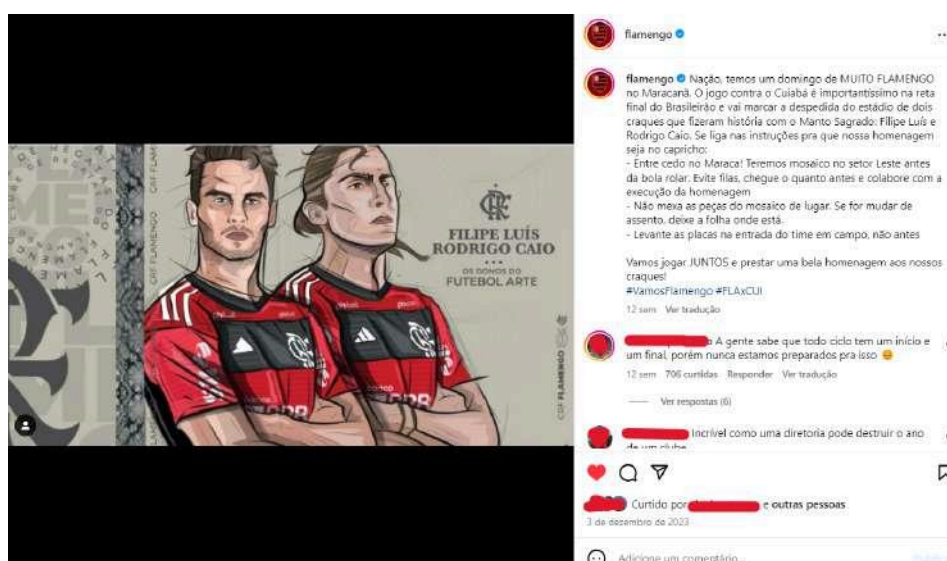 flamengo
flamengo Nação, temos um domingo de MUITO FLAMENGO
no Maracanã. O jogo contra o Cuiabá é importantíssimo na reta
final do Brasileirão e vai marcar a despedida do estádio de dois
craques que fizeram história com o Manto Sagrado: Filipe Luís e
Rodrigo Caio. Se liga nas instruções pra que nossa homenagem
seja no capricho:
- Entre cedo no Maraca! Teremos mosaico no setor Leste antes
da bola rolar. Evite filas, chegue o quanto antes e colabore com a
execução da homenagem
- Não mexa as peças do mosaico de lugar. Se for mudar de
assento, deixe a folha onde está.
- Levante as placas na entrada do time em campo, não antes
Vamos jogar JUNTOS e prestar uma bela homenagem aos nossos
craques!
#VamosFlamengo #FLAxCUI
12 sem Ver tradução
A gente sabe que todo ciclo tem um início e
um final, porém nunca estamos preparados pra isso
12 sem 706 curtidas Responder Ver tradução
Ver respostas (6)
Incrível como uma diretoria pode destruir o ano
de um clube
Curtido por e outras pessoas
3 de dezembro de 2023
Adicione um comentário...
FILIPE LUÍS
RODRIGO CAIO
OS DONOS DO
FUTEBOL ARTE
CRF FLAMENGO
CRF FLAMENGO